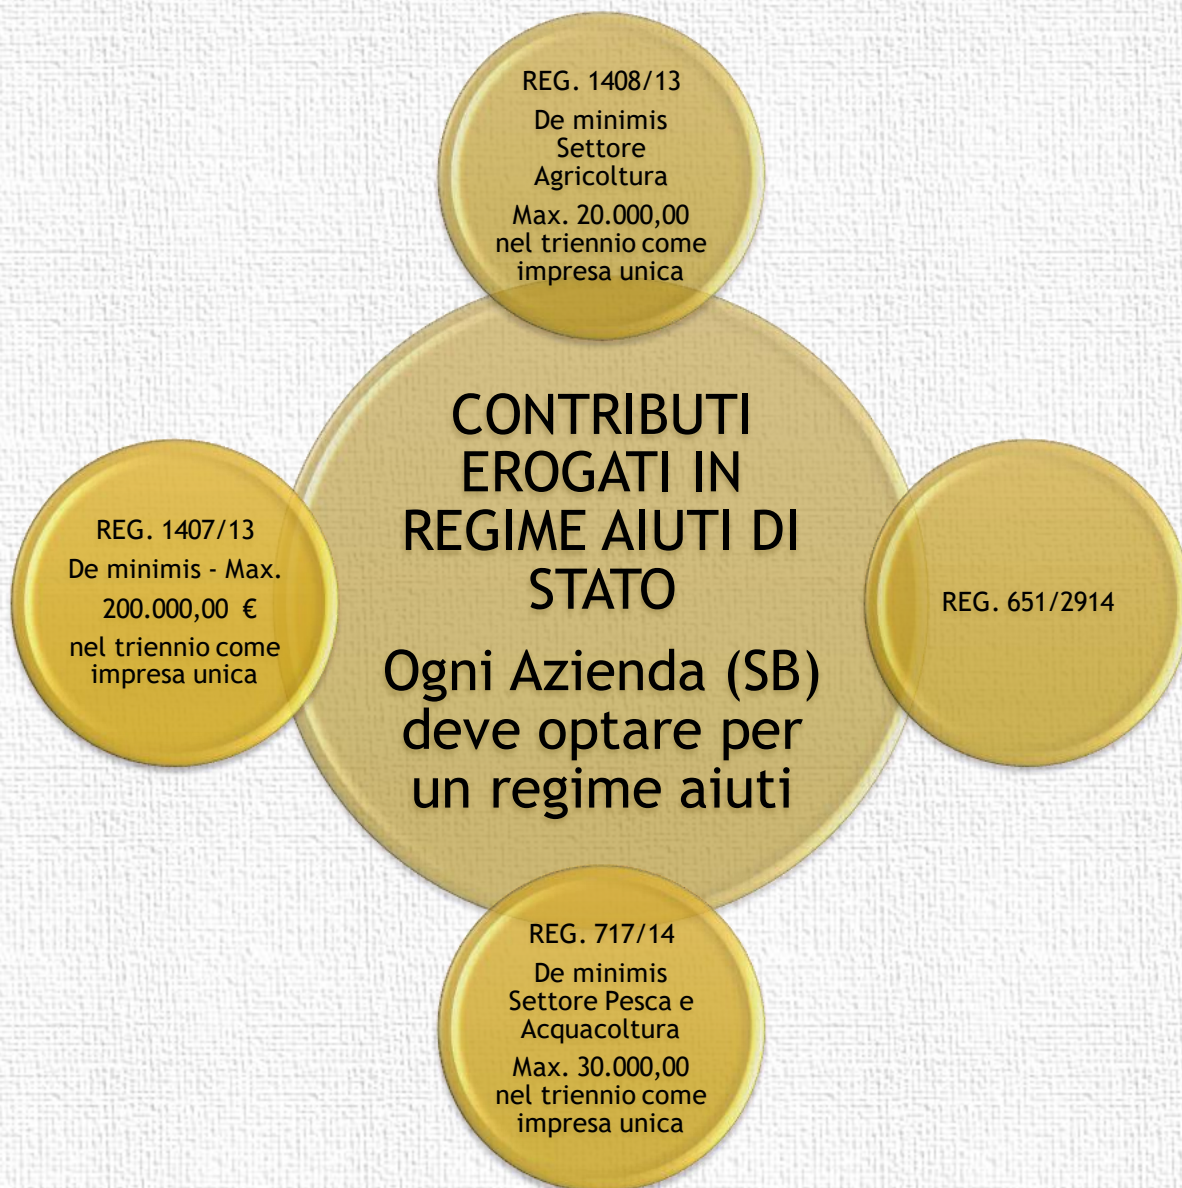 REG. 1408/13
De minimis
Settore
Agricoltura
Max. 20.000,00
nel triennio come
impresa unica
CONTRIBUTI
EROGATI IN
REGIME AIUTI DI
STATO
Ogni Azienda (SB)
deve optare per
un regime aiuti
REG. 1407/13
De minimis - Max.
200.000,00 €
nel triennio come
impresa unica
REG. 651/2914
REG. 717/14
De minimis
Settore Pesca e
Acquacoltura
Max. 30.000,00
nel triennio come
impresa unica